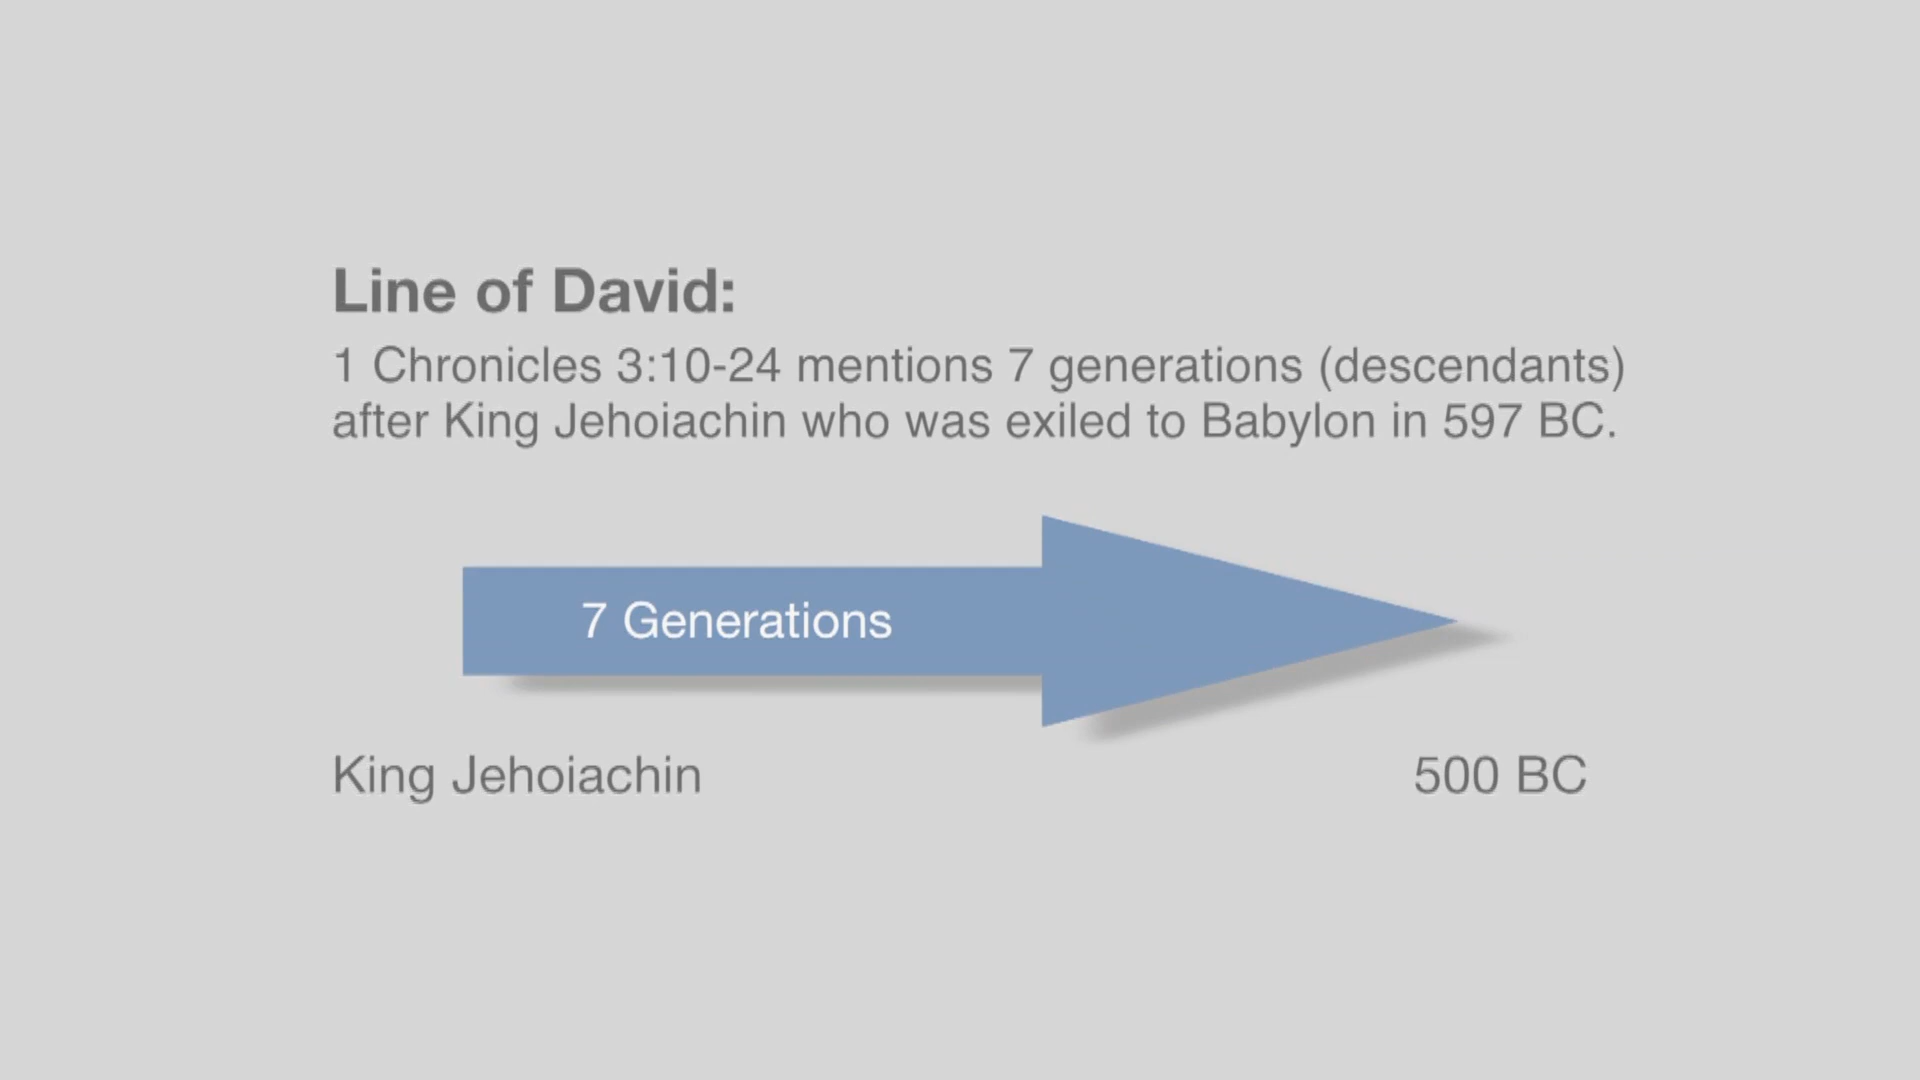 Line of David:
1 Chronicles 3:10-24 mentions 7 generations (descendants)
after King Jehoiachin who was exiled to Babylon in 597 BC.
7 Generations
King Jehoiachin
500 BC